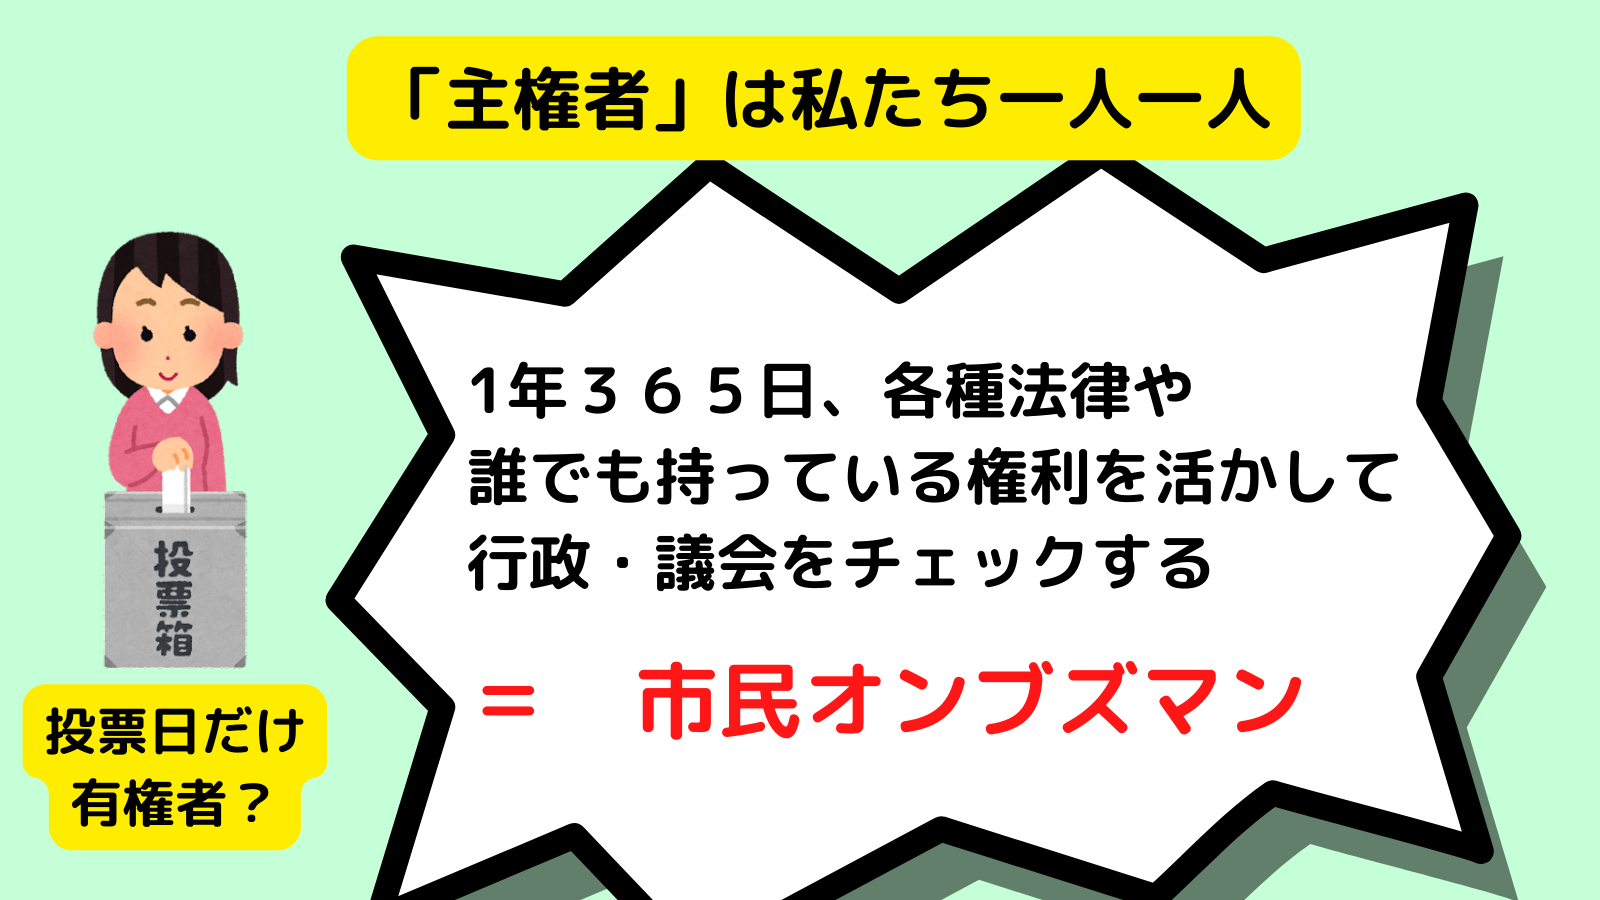 「主権者」は私たち一人一人
1年３６５日、各種法律や
誰でも持っている権利を活かして
行政・議会をチェックする
＝　市民オンブズマン
投票箱
投票日だけ
有権者？